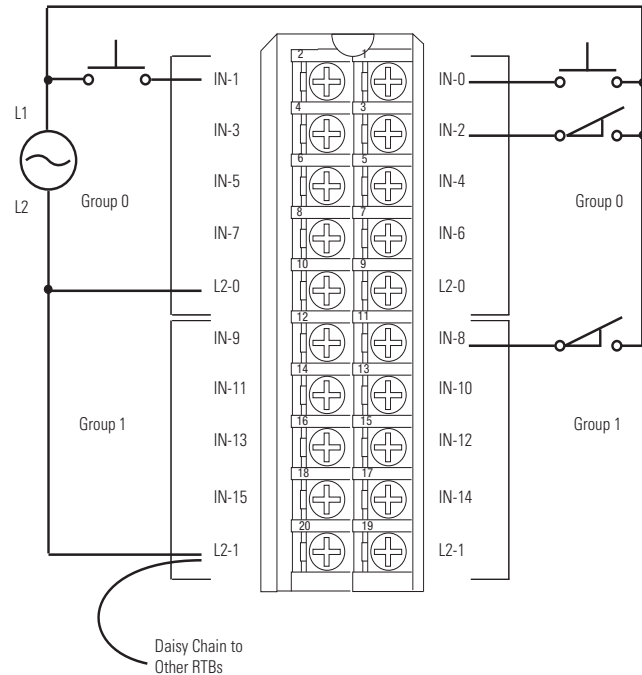 2 1
IN-1 IN-0
L1
4 3
IN-3 IN-2
6 5
IN-5 IN-4
L2
Group 0 Group 0
8 7
IN-7 IN-6
10 9
L2-0 L2-0
12 11
IN-9 IN-8
14 13
IN-11 IN-10
Group 1 Group 1
16 15
IN-13 IN-12
18 17
IN-15 IN-14
20 19
L2-1 L2-1
Daisy Chain to
Other RTBs